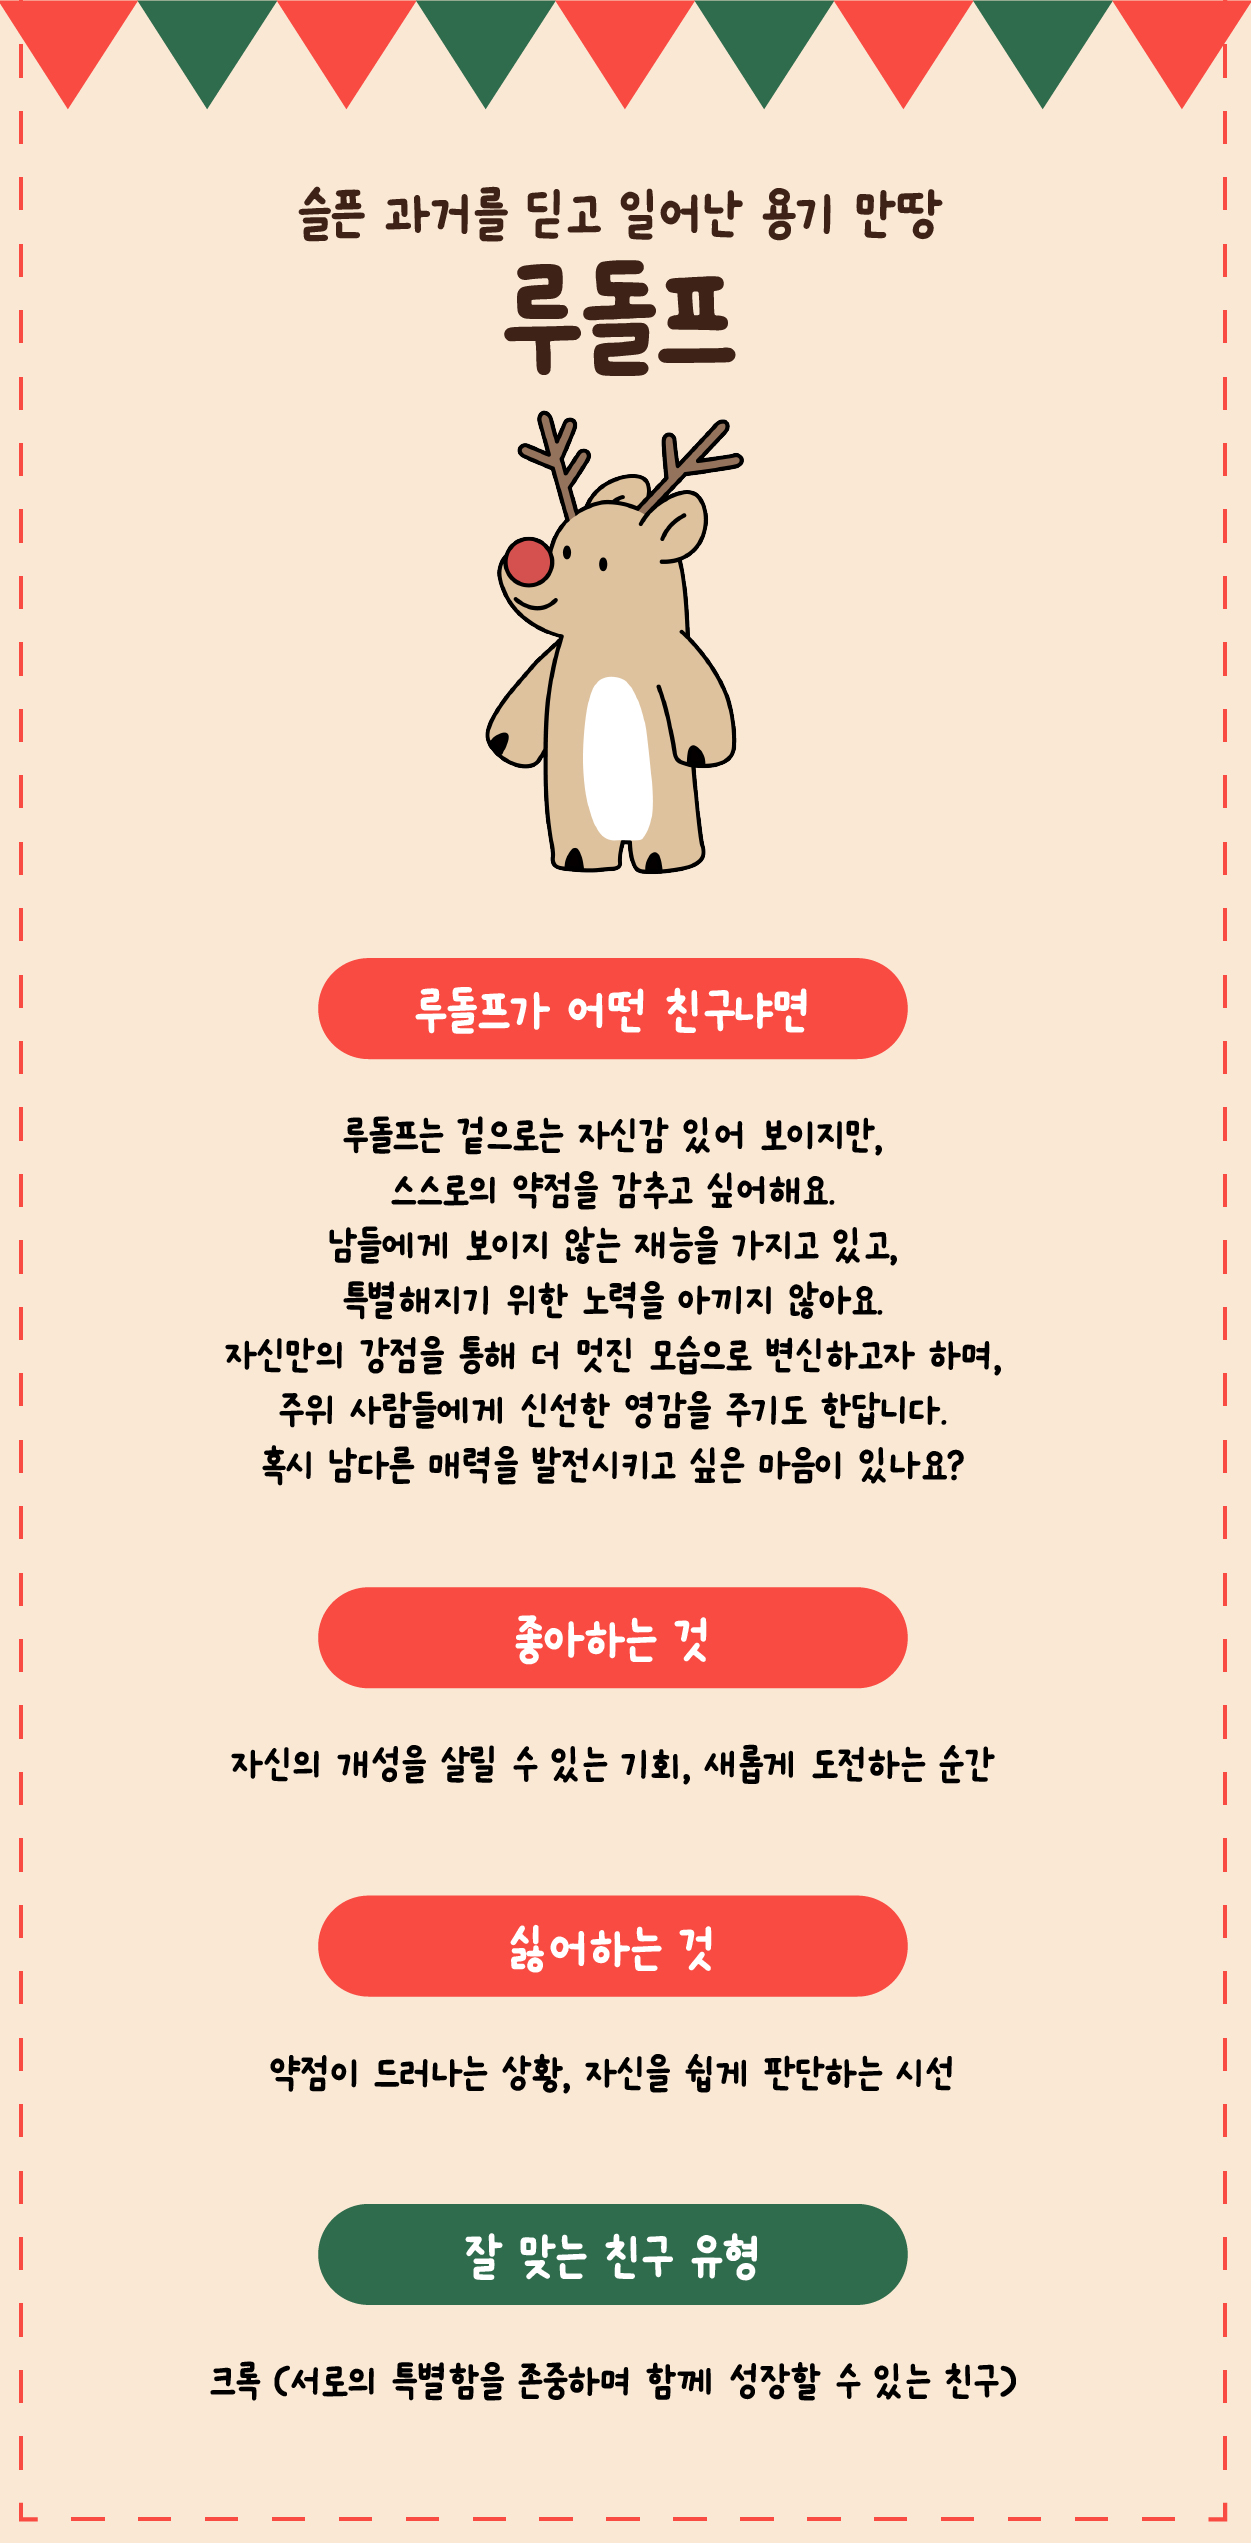 슬픈 과거를 딛고 일어난 용기 만땅
루돌프
루돌프가 어떤 친구냐면
루돌프는 겉으로는 자신감 있어 보이지만,
스스로의 약점을 감추고 싶어해요.
남들에게 보이지 않는 재능을 가지고 있고,
특별해지기 위한 노력을 아끼지 않아요.
자신만의 강점을 통해 더 멋진 모습으로 변신하고자 하며,
주위 사람들에게 신선한 영감을 주기도 한답니다.
혹시 남다른 매력을 발전시키고 싶은 마음이 있나요?
좋아하는 것
자신의 개성을 살릴 수 있는 기회, 새롭게 도전하는 순간
싫어하는 것
약점이 드러나는 상황, 자신을 쉽게 판단하는 시선
잘 맞는 친구 유형
크록 (서로의 특별함을 존중하며 함께 성장할 수 있는 친구)